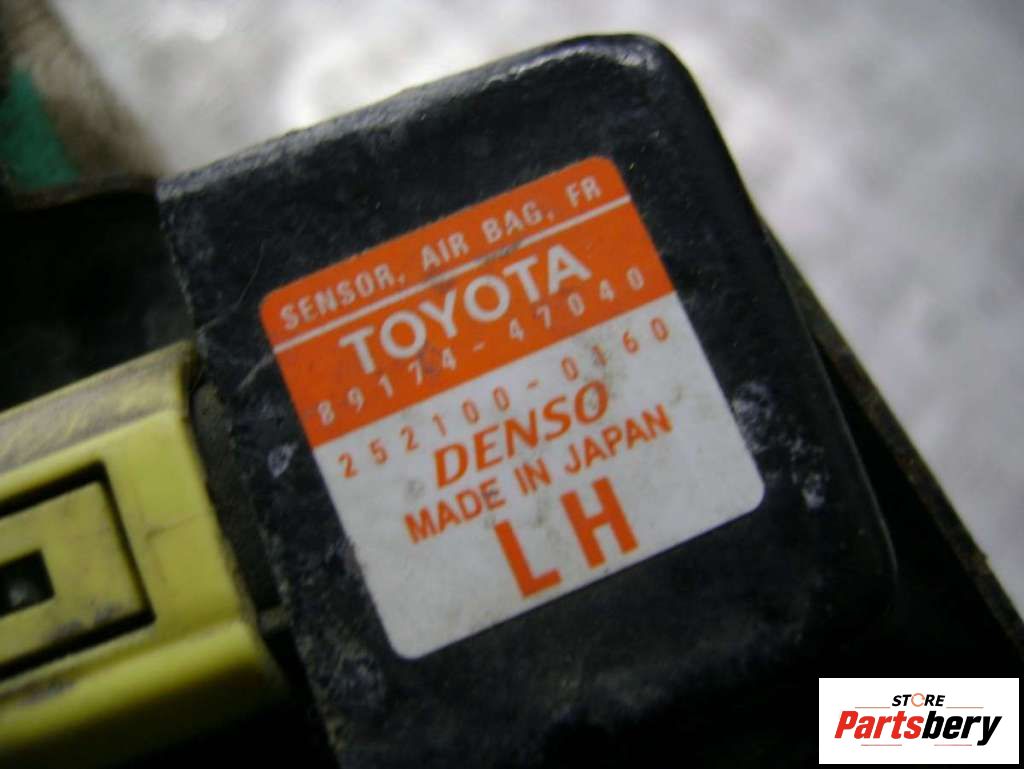 SENSOR, AIR BAG, FR
TOYOTA
89174-47040
252100-0160
DENSO
MADE IN JAPAN
LH
STORE
Partsbery